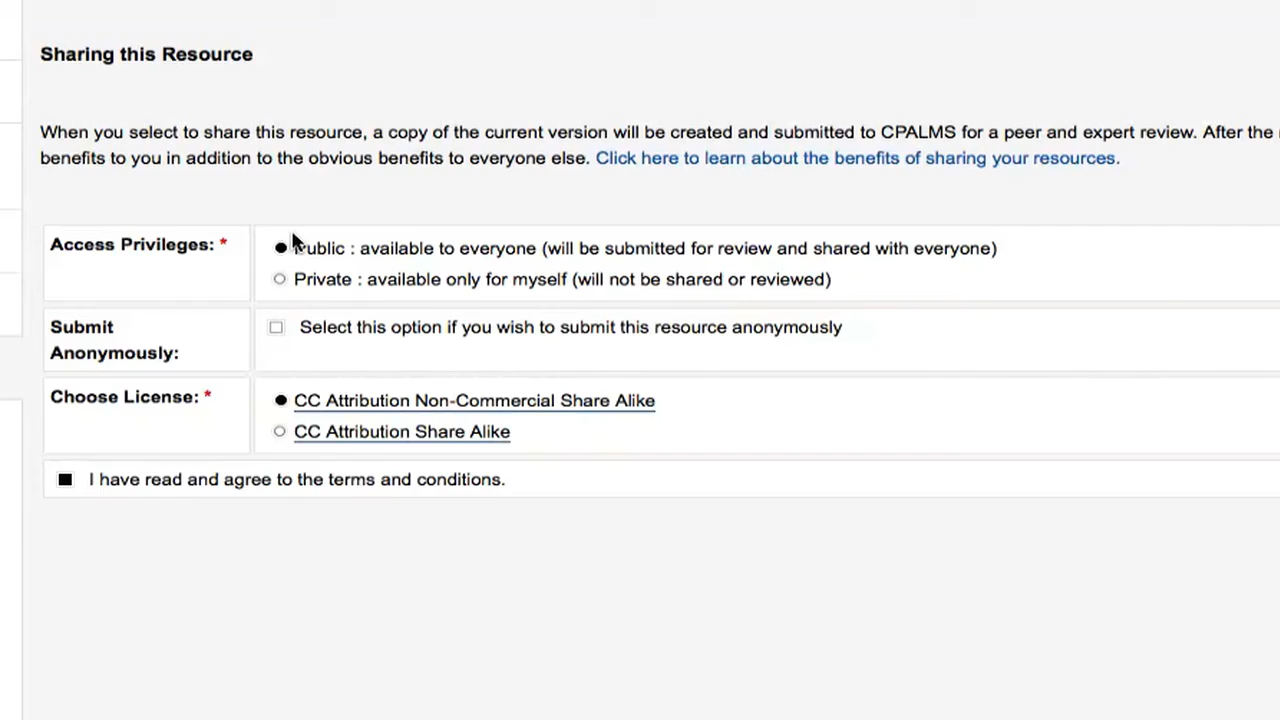 Sharing this Resource
When you select to share this resource, a copy of the current version will be created and submitted to CPALMS for a peer and expert review. After the
benefits to you in addition to the obvious benefits to everyone else. Click here to learn about the benefits of sharing your resources.
Access Privileges: *
Public : available to everyone (will be submitted for review and shared with everyone)
Private : available only for myself (will not be shared or reviewed)
Submit
Anonymously:
Select this option if you wish to submit this resource anonymously
Choose License: *
CC Attribution Non-Commercial Share Alike
CC Attribution Share Alike
I have read and agree to the terms and conditions.